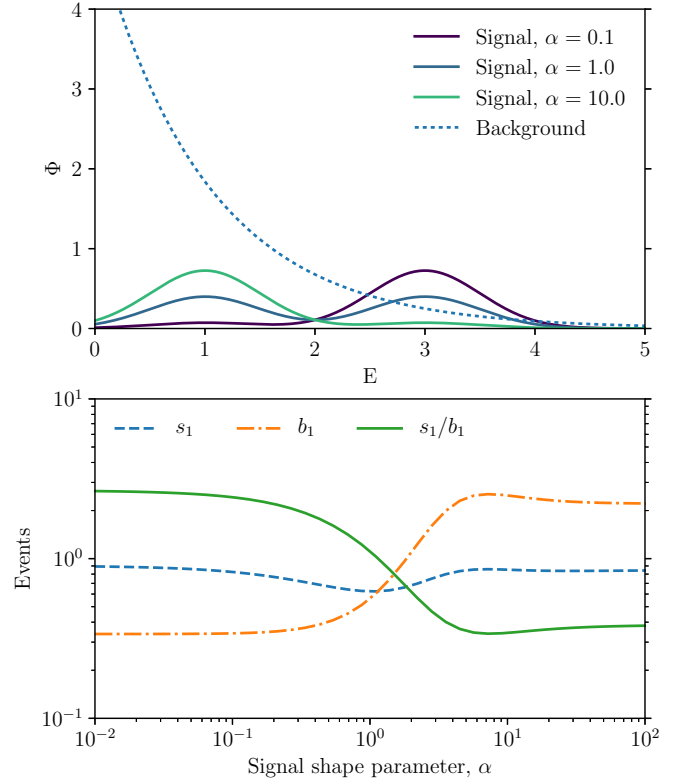 4
3
2
1
0
Φ
Signal, α = 0.1
Signal, α = 1.0
Signal, α = 10.0
Background
0 1 2 3 4 5
E
10¹
10⁰
10⁻¹
Events
s₁ b₁ s₁/b₁
10⁻² 10⁻¹ 10⁰ 10¹ 10²
Signal shape parameter, α